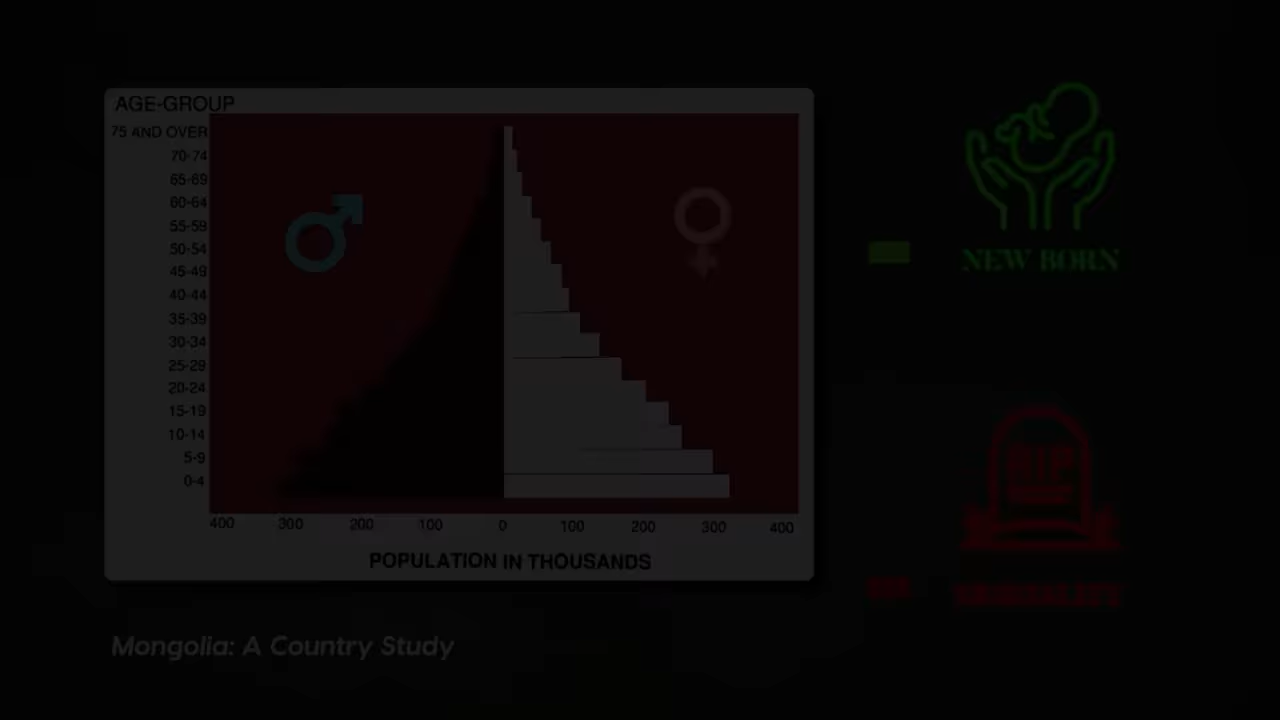 AGE-GROUP
75 AND OVER
70-74
65-69
60-64
55-59
50-54
45-49
40-44
35-39
30-34
25-29
20-24
15-19
10-14
5-9
0-4
400 300 200 100 0 100 200 300 400
POPULATION IN THOUSANDS
Mongolia: A Country Study
NEW BORN